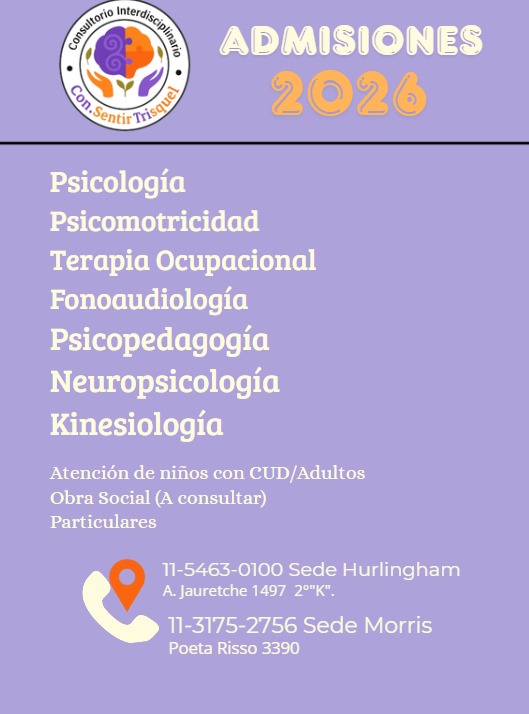 Consultorio Interdisciplinario
Con.SentirTrisquel
ADMISIONES
2026
Psicología
Psicomotricidad
Terapia Ocupacional
Fonoaudiología
Psicopedagogía
Neuropsicología
Kinesiología
Atención de niños con CUD/Adultos
Obra Social (A consultar)
Particulares
11-5463-0100 Sede Hurlingham
A. Jauretche 1497 2°"K".
11-3175-2756 Sede Morris
Poeta Risso 3390